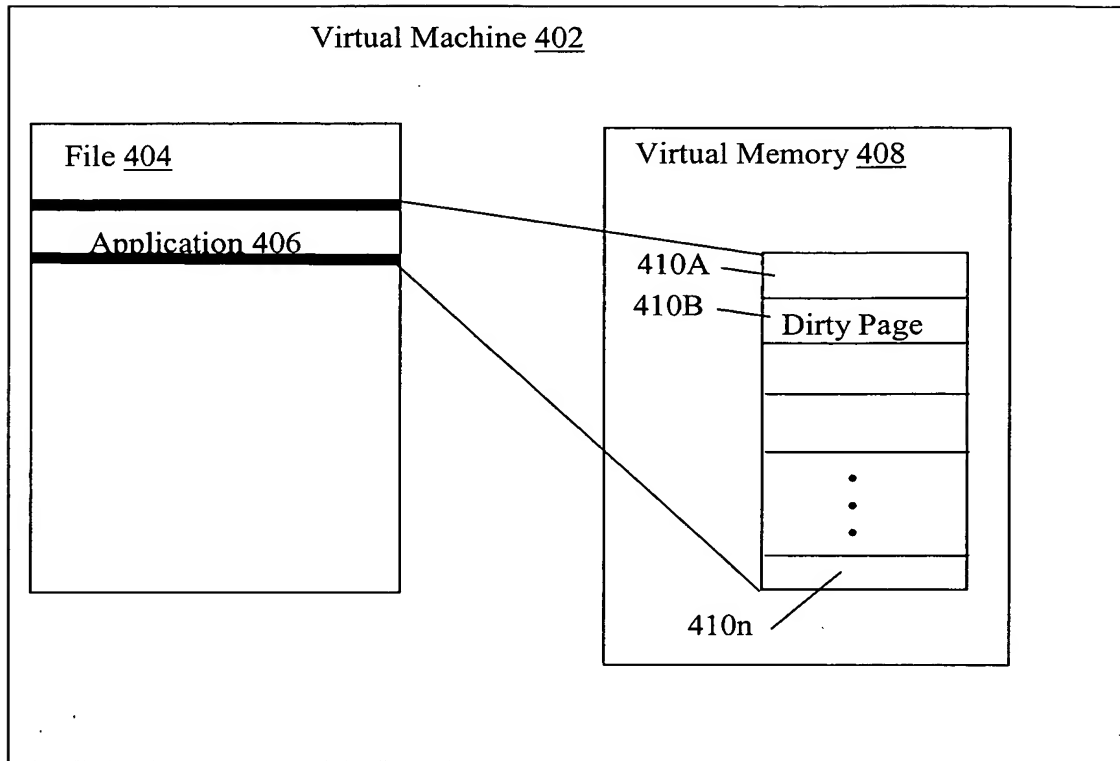 Virtual Machine 402
File 404
Application 406
Virtual Memory 408
410A
410B
Dirty Page
410n